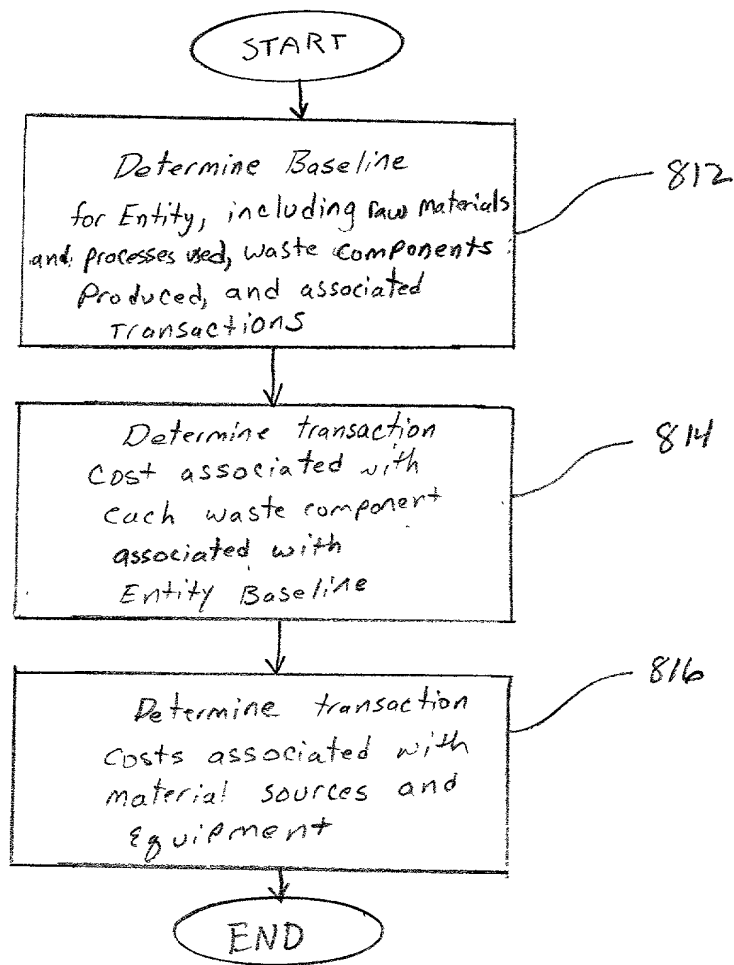 START
Determine Baseline
for Entity, including raw materials
and processes used, waste components
Produced, and associated
Transactions
812
Determine transaction
Cost associated with
each waste component
associated with
Entity Baseline
814
Determine transaction
Costs associated with
material sources and
Equipment
816
END